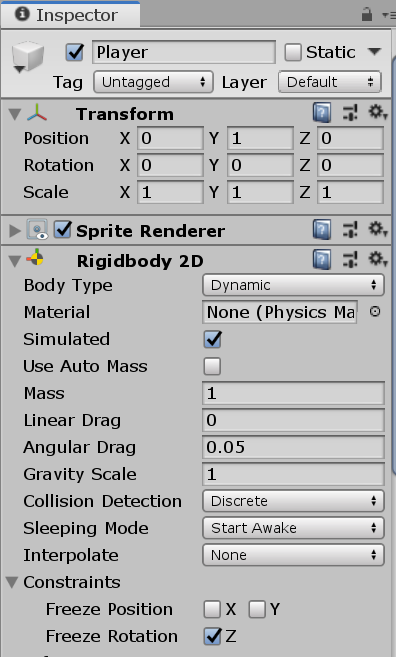 Inspector
Player Static
Tag Untagged Layer Default
Transform
Position X 0 Y 1 Z 0
Rotation X 0 Y 0 Z 0
Scale X 1 Y 1 Z 1
Sprite Renderer
Rigidbody 2D
Body Type Dynamic
Material None (Physics Ma
Simulated
Use Auto Mass
Mass 1
Linear Drag 0
Angular Drag 0.05
Gravity Scale 1
Collision Detection Discrete
Sleeping Mode Start Awake
Interpolate None
Constraints
Freeze Position X Y
Freeze Rotation Z